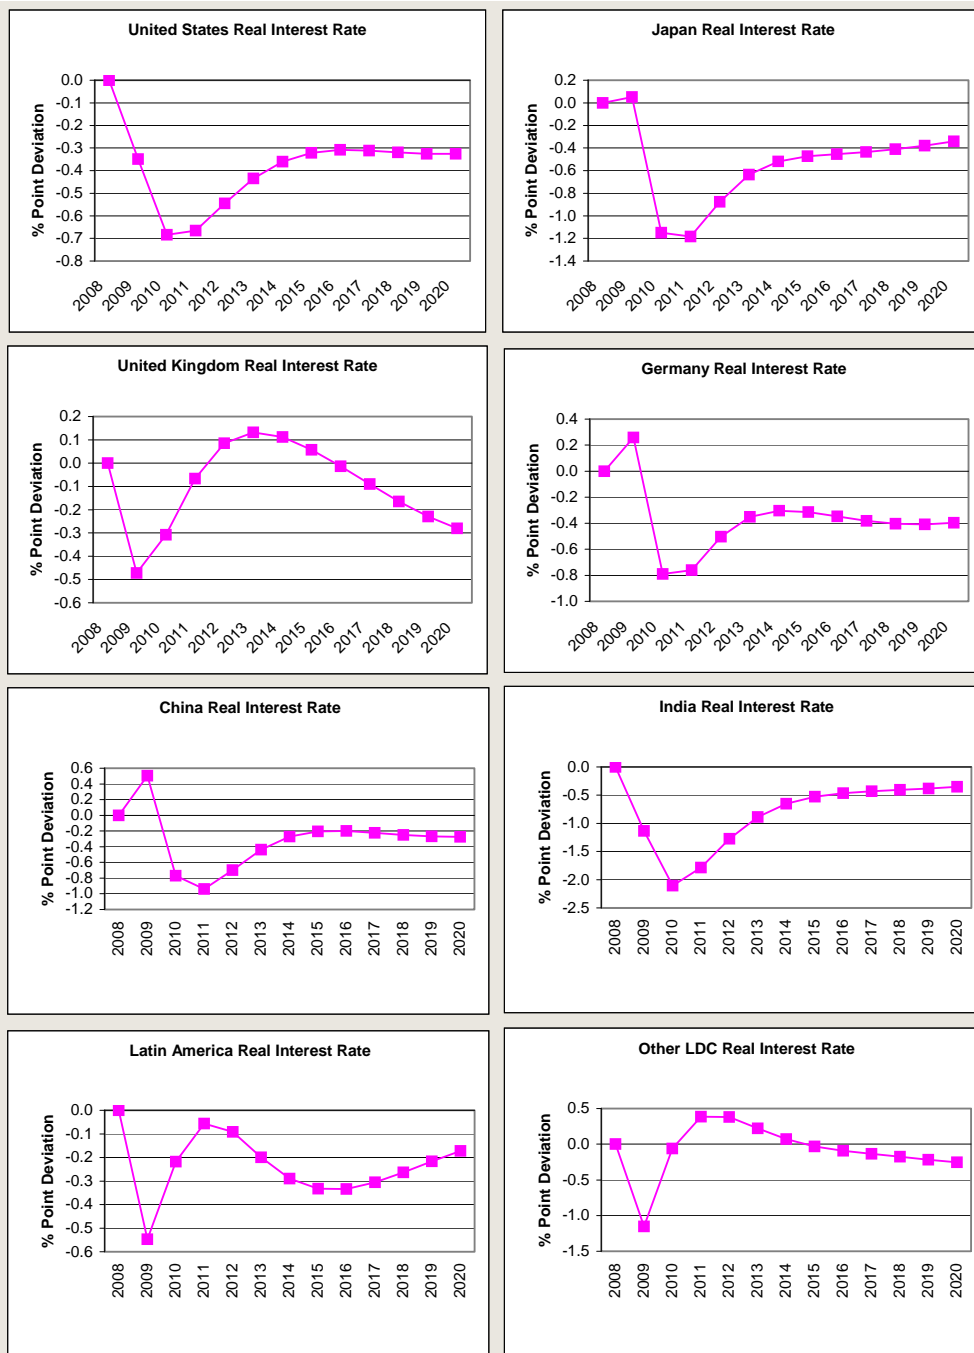 United States Real Interest Rate
% Point Deviation
0.0
-0.1
-0.2
-0.3
-0.4
-0.5
-0.6
-0.7
-0.8
2008 2009 2010 2011 2012 2013 2014 2015 2016 2017 2018 2019 2020
Japan Real Interest Rate
% Point Deviation
0.2
0.0
-0.2
-0.4
-0.6
-0.8
-1.0
-1.2
-1.4
2008 2009 2010 2011 2012 2013 2014 2015 2016 2017 2018 2019 2020
United Kingdom Real Interest Rate
% Point Deviation
0.2
0.1
0.0
-0.1
-0.2
-0.3
-0.4
-0.5
-0.6
2008 2009 2010 2011 2012 2013 2014 2015 2016 2017 2018 2019 2020
Germany Real Interest Rate
% Point Deviation
0.4
0.2
0.0
-0.2
-0.4
-0.6
-0.8
-1.0
2008 2009 2010 2011 2012 2013 2014 2015 2016 2017 2018 2019 2020
China Real Interest Rate
% Point Deviation
0.6
0.4
0.2
0.0
-0.2
-0.4
-0.6
-0.8
-1.0
-1.2
2008 2009 2010 2011 2012 2013 2014 2015 2016 2017 2018 2019 2020
India Real Interest Rate
% Point Deviation
0.0
-0.5
-1.0
-1.5
-2.0
-2.5
2008 2009 2010 2011 2012 2013 2014 2015 2016 2017 2018 2019 2020
Latin America Real Interest Rate
% Point Deviation
0.0
-0.1
-0.2
-0.3
-0.4
-0.5
-0.6
2008 2009 2010 2011 2012 2013 2014 2015 2016 2017 2018 2019 2020
Other LDC Real Interest Rate
% Point Deviation
0.5
0.0
-0.5
-1.0
-1.5
2008 2009 2010 2011 2012 2013 2014 2015 2016 2017 2018 2019 2020